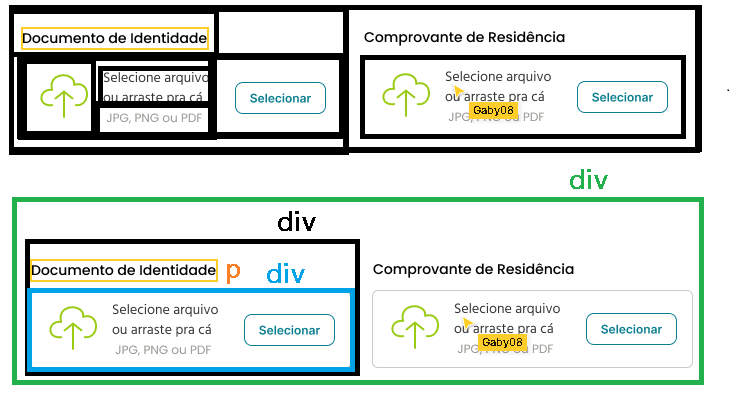 Documento de Identidade
Comprovante de Residência
Selecione arquivo
ou arraste pra cá
JPG, PNG ou PDF
Selecionar
Selecione arquivo
ou arraste pra cá
JPG, PNG ou PDF
Gaby08
Selecionar
div
div
Documento de Identidade
p
div
Comprovante de Residência
Selecione arquivo
ou arraste pra cá
JPG, PNG ou PDF
Selecionar
Selecione arquivo
ou arraste pra cá
JPG, PNG ou PDF
Gaby08
Selecionar